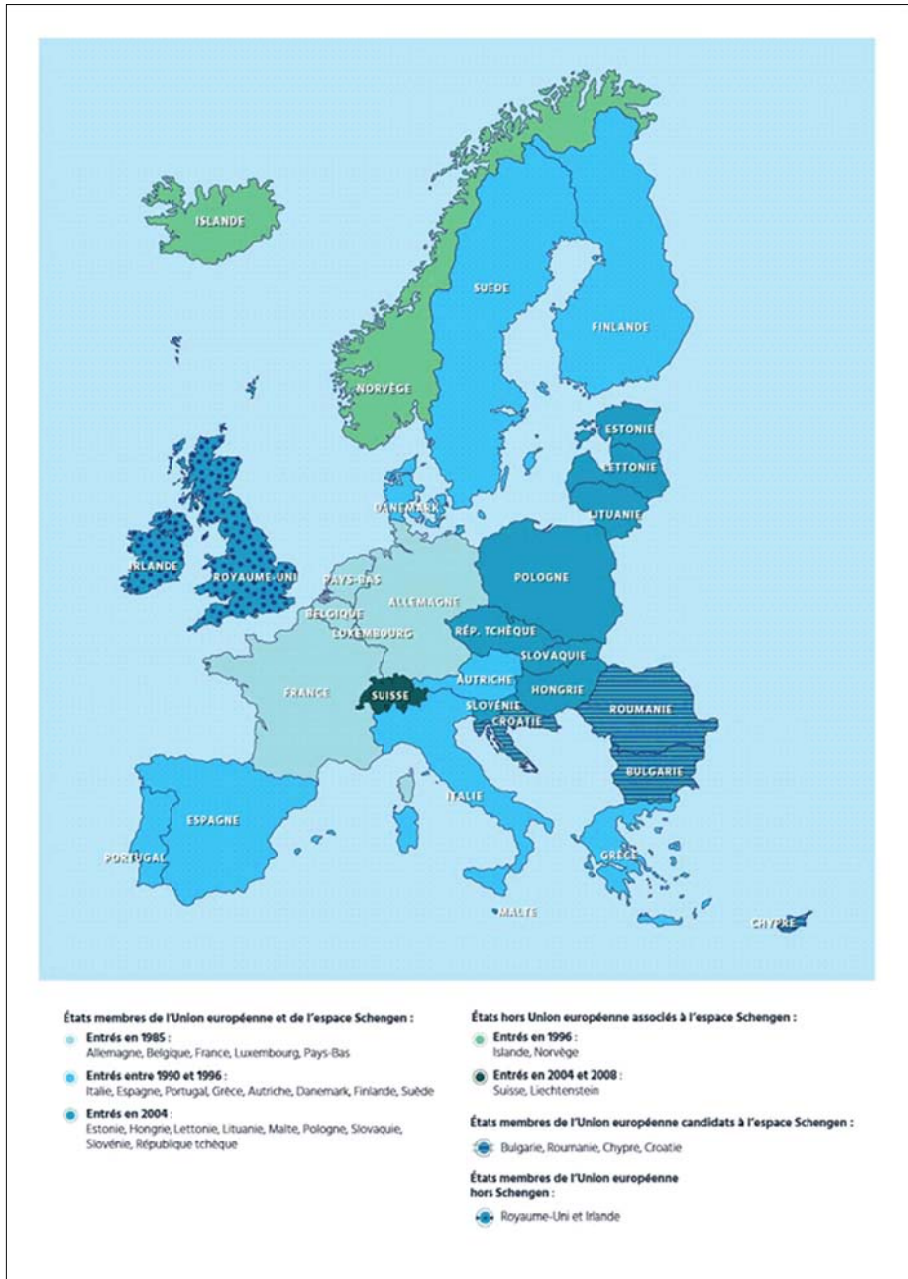 ISLANDE
SUÈDE
FINLANDE
NORVÈGE
ESTONIE
LETTONIE
DANEMARK
LITUANIE
IRLANDE
ROYAUME-UNI
PAYS-BAS
POLOGNE
ALLEMAGNE
BELGIQUE
RÉP. TCHÈQUE
LUXEMBOURG
SLOVAQUIE
AUTRICHE
FRANCE
SUISSE
HONGRIE
SLOVÉNIE
ROUMANIE
CROATIE
BULGARIE
ITALIE
ESPAGNE
PORTUGAL
GRÈCE
MALTE
CHYPRE
États membres de l'Union européenne et de l'espace Schengen :
Entrés en 1985 :
Allemagne, Belgique, France, Luxembourg, Pays-Bas
Entrés entre 1990 et 1996 :
Italie, Espagne, Portugal, Grèce, Autriche, Danemark, Finlande, Suède
Entrés en 2004 :
Estonie, Hongrie, Lettonie, Lituanie, Malte, Pologne, Slovaquie,
Slovénie, République tchèque
États hors Union européenne associés à l'espace Schengen :
Entrés en 1996 :
Islande, Norvège
Entrés en 2004 et 2008 :
Suisse, Liechtenstein
États membres de l'Union européenne candidats à l'espace Schengen :
Bulgarie, Roumanie, Chypre, Croatie
États membres de l'Union européenne
hors Schengen :
Royaume-Uni et Irlande